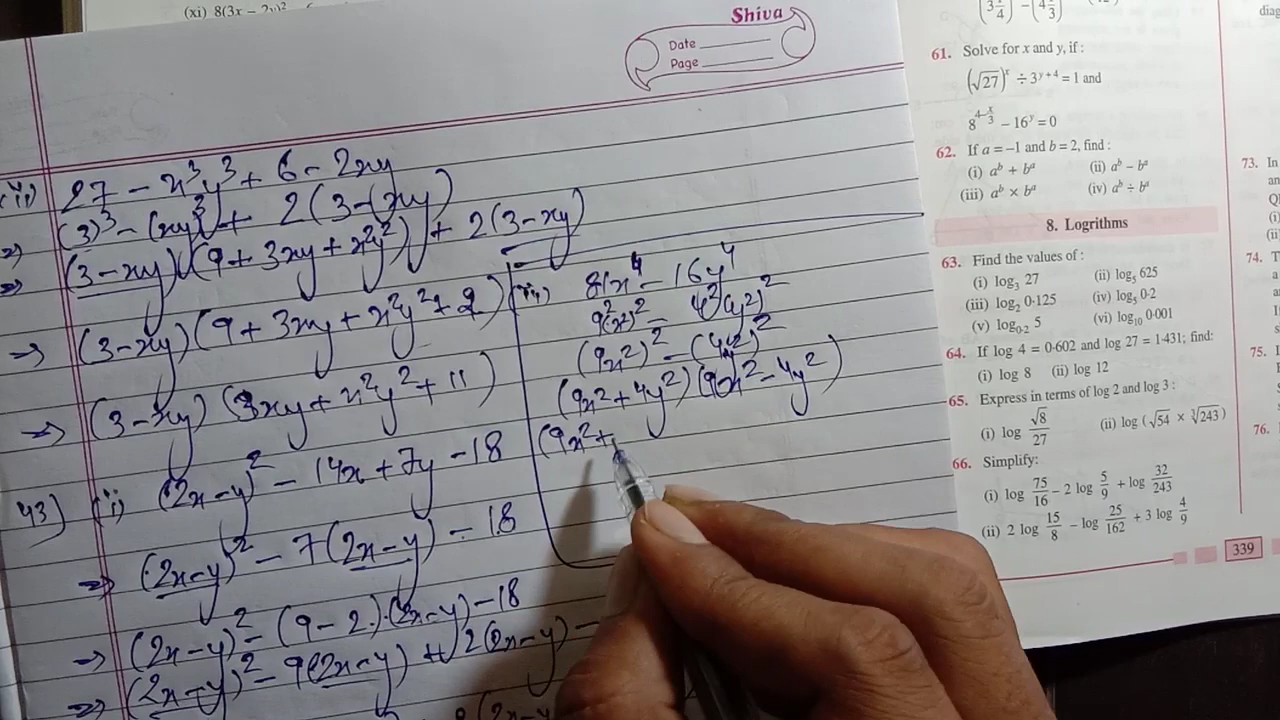 (xi) 8(3x – 2y)²
Shiva
Date
Page
(ii) 27 - x³y³ + 6 - 2xy
⇒) (3)³ - (xy)³ + 2(3-(xy)
⇒) (3-xy)(9+3xy+x²y²) + 2(3-xy)
⇒ (3-xy)(9+3xy+x²y²+2)
⇒) (3-xy)(3xy+x²y²+11)
81x⁴ - 16y⁴
9²(x²)² - 4²(y²)²
(9x²)² - (4y²)²
(9x²+4y²)(9x²-4y²)
(9x²+
43) (i) (2x-y)² - 14x+7y-18
⇒ (2x-y)² - 7(2x-y) - 18
⇒ (2x-y)² - (9-2)(2x-y)-18
⇒) (2x-y)² - 9(2x-y) + 2(2x-y) -
61. Solve for x and y, if :
(√27)ˣ ÷ 3ʸ⁺⁴ = 1 and
8^(4-x/3) – 16ʸ = 0
62. If a = –1 and b = 2, find :
(i) aᵇ + bᵃ (ii) aᵇ – bᵃ
(iii) aᵇ × bᵃ (iv) aᵇ ÷ bᵃ
8. Logrithms
63. Find the values of :
(i) log₃ 27 (ii) log₅ 625
(iii) log₂ 0·125 (iv) log₅ 0·2
(v) log₀.₂ 5 (vi) log₁₀ 0·001
64. If log 4 = 0·602 and log 27 = 1·431; find:
(i) log 8 (ii) log 12
65. Express in terms of log 2 and log 3 :
(i) log √8/27 (ii) log (√54 × ³√243)
66. Simplify:
(i) log 75/16 – 2 log 5/9 + log 32/243
(ii) 2 log 15/8 – log 25/162 + 3 log 4/9
339
diag
73. In
74.
75.
76.